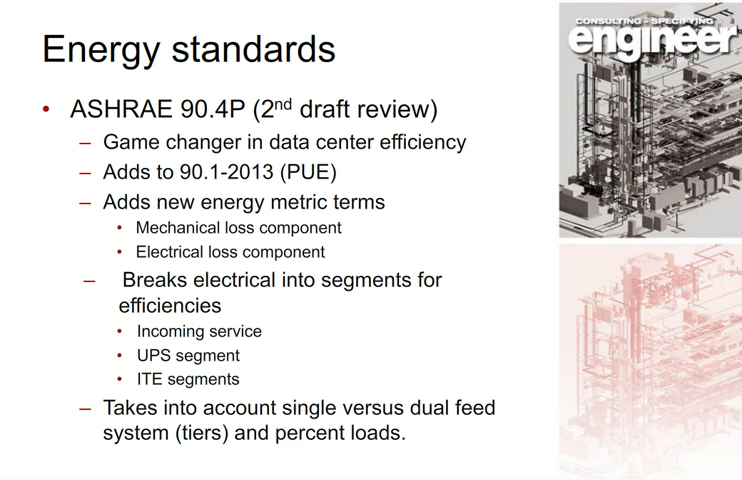 Energy standards
• ASHRAE 90.4P (2nd draft review)
– Game changer in data center efficiency
– Adds to 90.1-2013 (PUE)
– Adds new energy metric terms
• Mechanical loss component
• Electrical loss component
– Breaks electrical into segments for
efficiencies
• Incoming service
• UPS segment
• ITE segments
– Takes into account single versus dual feed
system (tiers) and percent loads.
CONSULTING - SPECIFYING
engineer